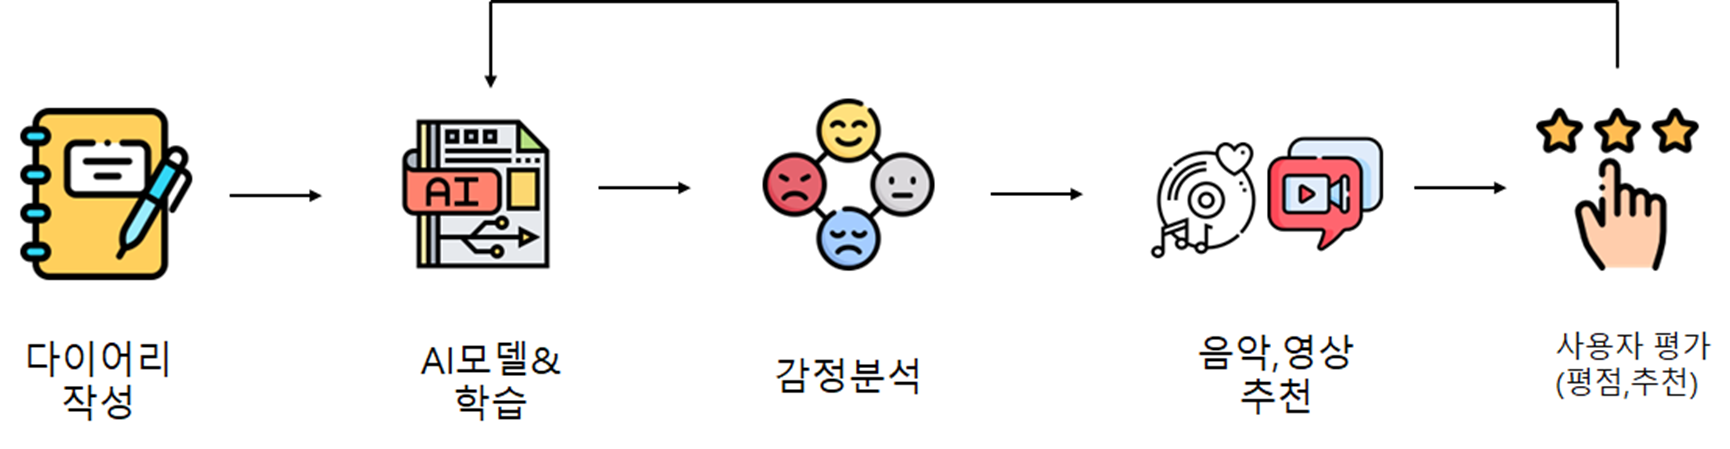 다이어리
작성
AI
AI모델&
학습
감정분석
음악,영상
추천
사용자 평가
(평점,추천)